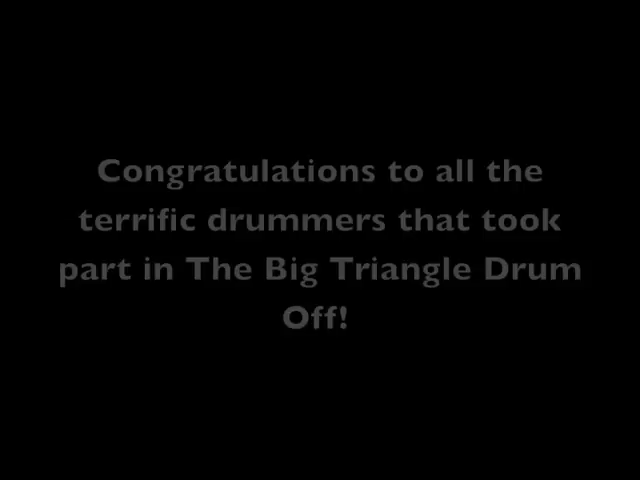 Congratulations to all the
terrific drummers that took
part in The Big Triangle Drum
Off!